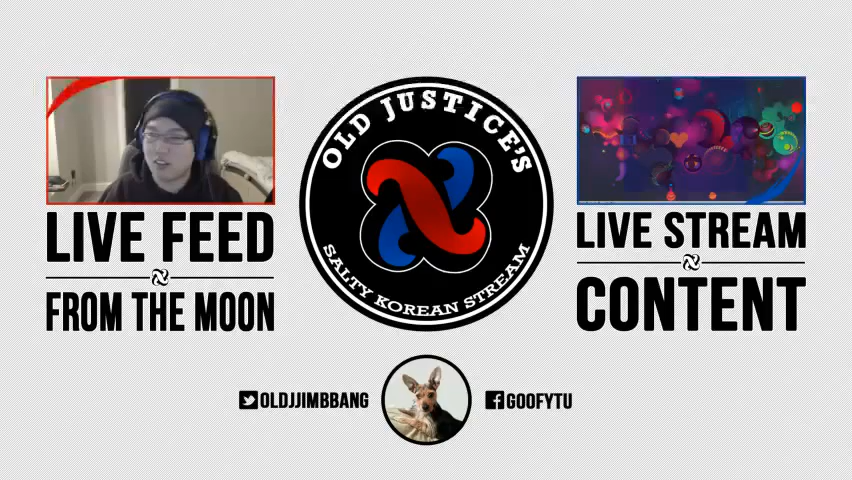 OLD JUSTICE'S
SALTY KOREAN STREAM
LIVE FEED
FROM THE MOON
LIVE STREAM
CONTENT
OLDJJIMBBANG
GOOFYTU